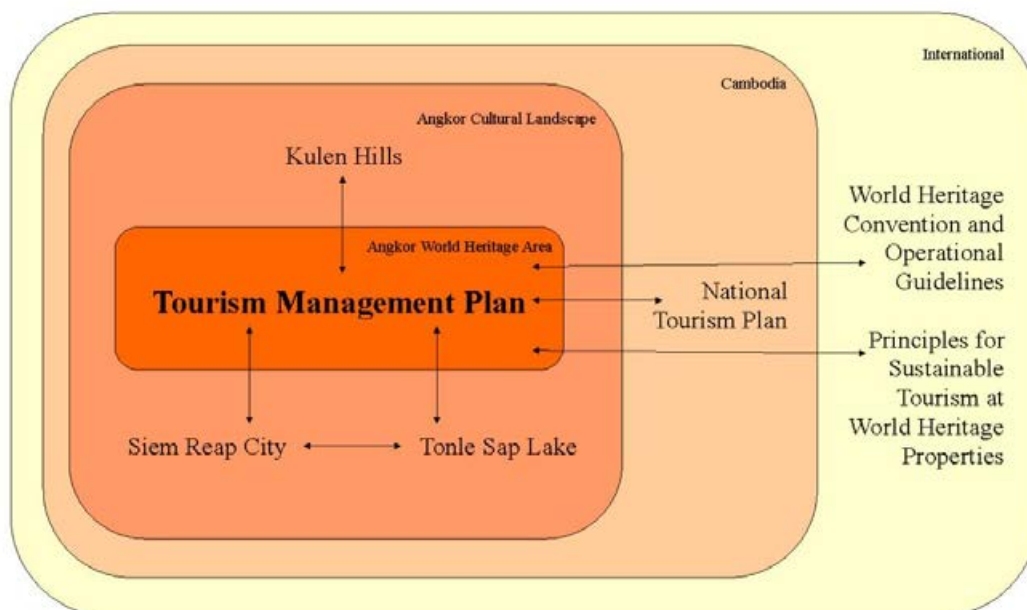 International
Cambodia
Angkor Cultural Landscape
Kulen Hills
World Heritage
Convention and
Operational
Guidelines
Angkor World Heritage Area
Tourism Management Plan
National
Tourism Plan
Principles for
Sustainable
Tourism at
World Heritage
Properties
Siem Reap City
Tonle Sap Lake